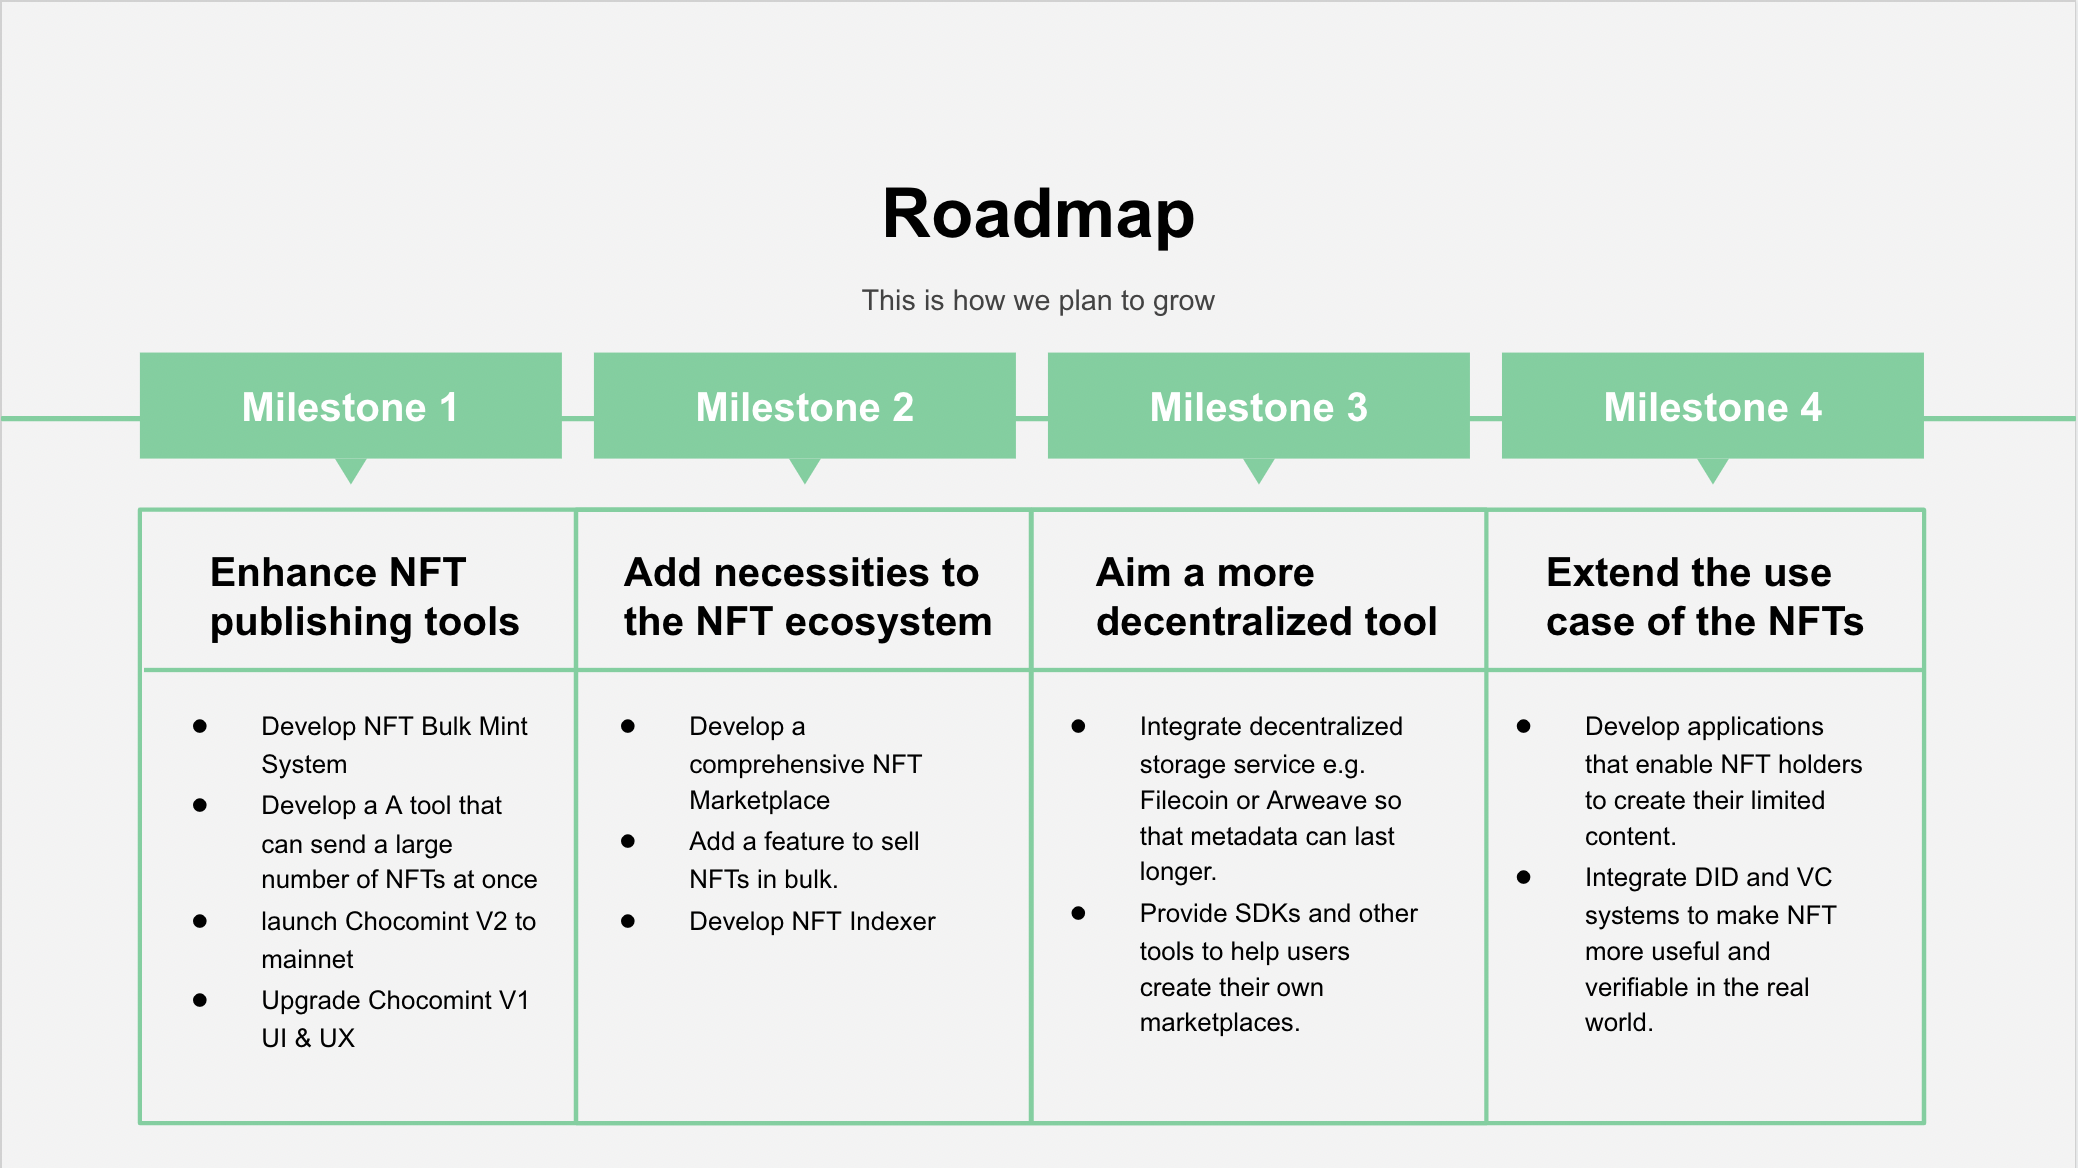 Roadmap
This is how we plan to grow
Milestone 1
Milestone 2
Milestone 3
Milestone 4
Enhance NFT
publishing tools
Add necessities to
the NFT ecosystem
Aim a more
decentralized tool
Extend the use
case of the NFTs
● Develop NFT Bulk Mint
System
● Develop a A tool that
can send a large
number of NFTs at once
● launch Chocomint V2 to
mainnet
● Upgrade Chocomint V1
UI & UX
● Develop a
comprehensive NFT
Marketplace
● Add a feature to sell
NFTs in bulk.
● Develop NFT Indexer
● Integrate decentralized
storage service e.g.
Filecoin or Arweave so
that metadata can last
longer.
● Provide SDKs and other
tools to help users
create their own
marketplaces.
● Develop applications
that enable NFT holders
to create their limited
content.
● Integrate DID and VC
systems to make NFT
more useful and
verifiable in the real
world.